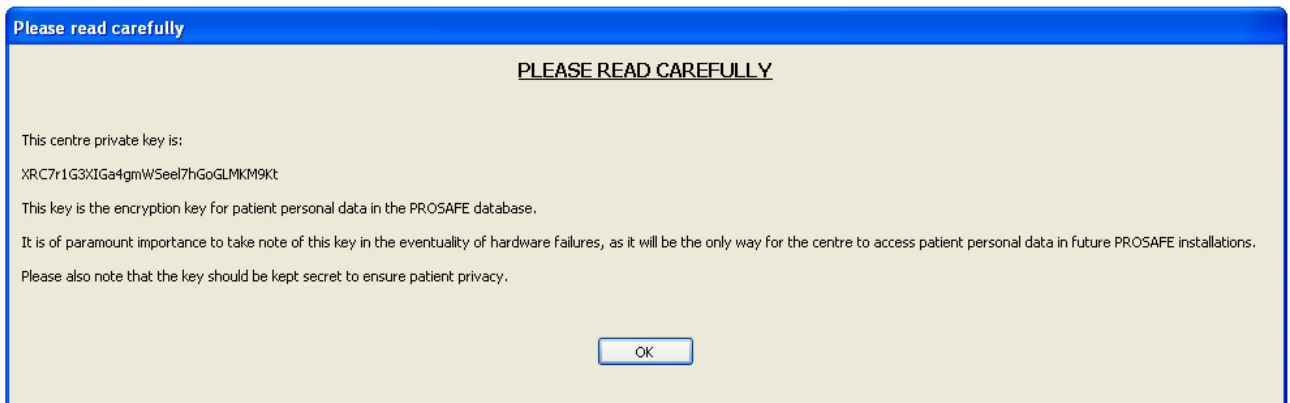 Please read carefully
PLEASE READ CAREFULLY
This centre private key is:
XRC7r1G3XIGa4gmWSeel7hGoGLMKM9Kt
This key is the encryption key for patient personal data in the PROSAFE database.
It is of paramount importance to take note of this key in the eventuality of hardware failures, as it will be the only way for the centre to access patient personal data in future PROSAFE installations.
Please also note that the key should be kept secret to ensure patient privacy.
OK